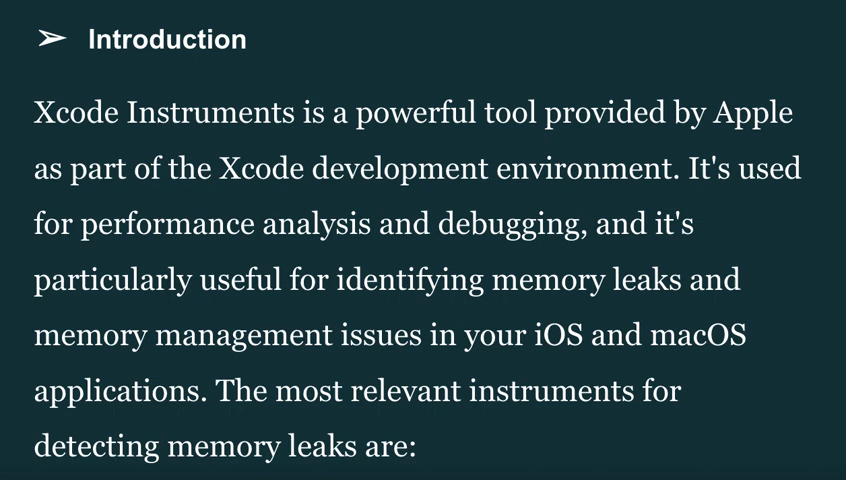 ➢ Introduction
Xcode Instruments is a powerful tool provided by Apple
as part of the Xcode development environment. It's used
for performance analysis and debugging, and it's
particularly useful for identifying memory leaks and
memory management issues in your iOS and macOS
applications. The most relevant instruments for
detecting memory leaks are: